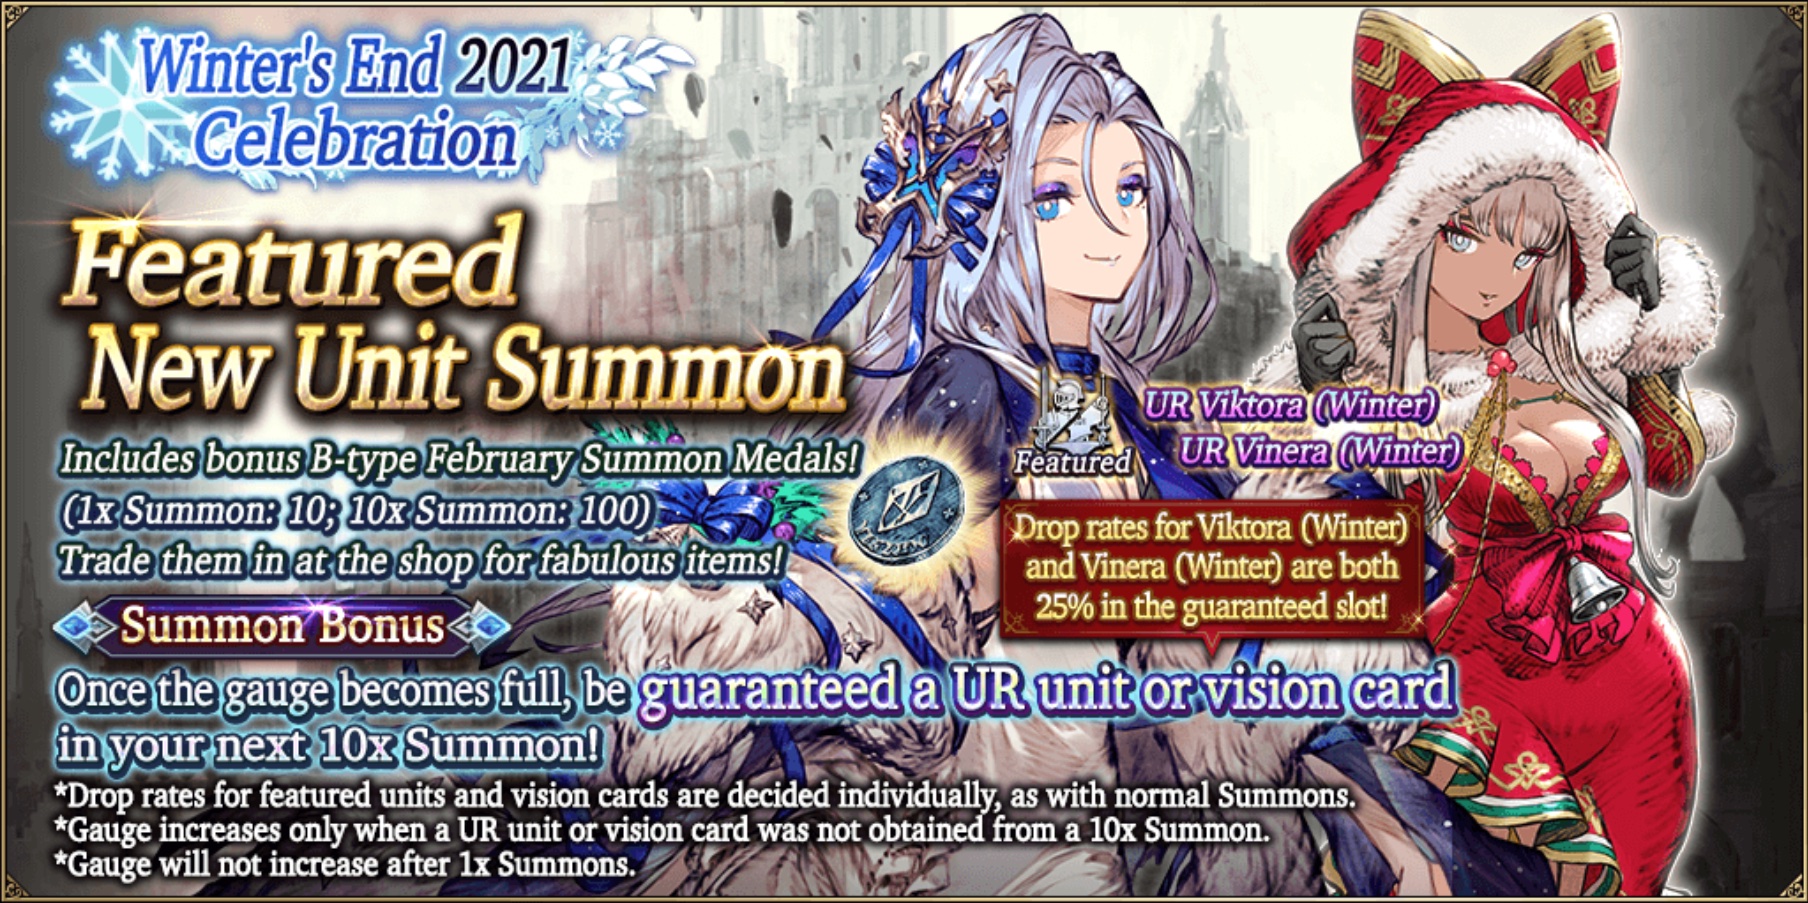 Winter's End 2021
Celebration
Featured
New Unit Summon
Includes bonus B-type February Summon Medals!
(1x Summon: 10; 10x Summon: 100)
Trade them in at the shop for fabulous items!
Featured
UR Viktora (Winter)
UR Vinera (Winter)
Drop rates for Viktora (Winter)
and Vinera (Winter) are both
25% in the guaranteed slot!
Summon Bonus
Once the gauge becomes full, be guaranteed a UR unit or vision card
in your next 10x Summon!
*Drop rates for featured units and vision cards are decided individually, as with normal Summons.
*Gauge increases only when a UR unit or vision card was not obtained from a 10x Summon.
*Gauge will not increase after 1x Summons.